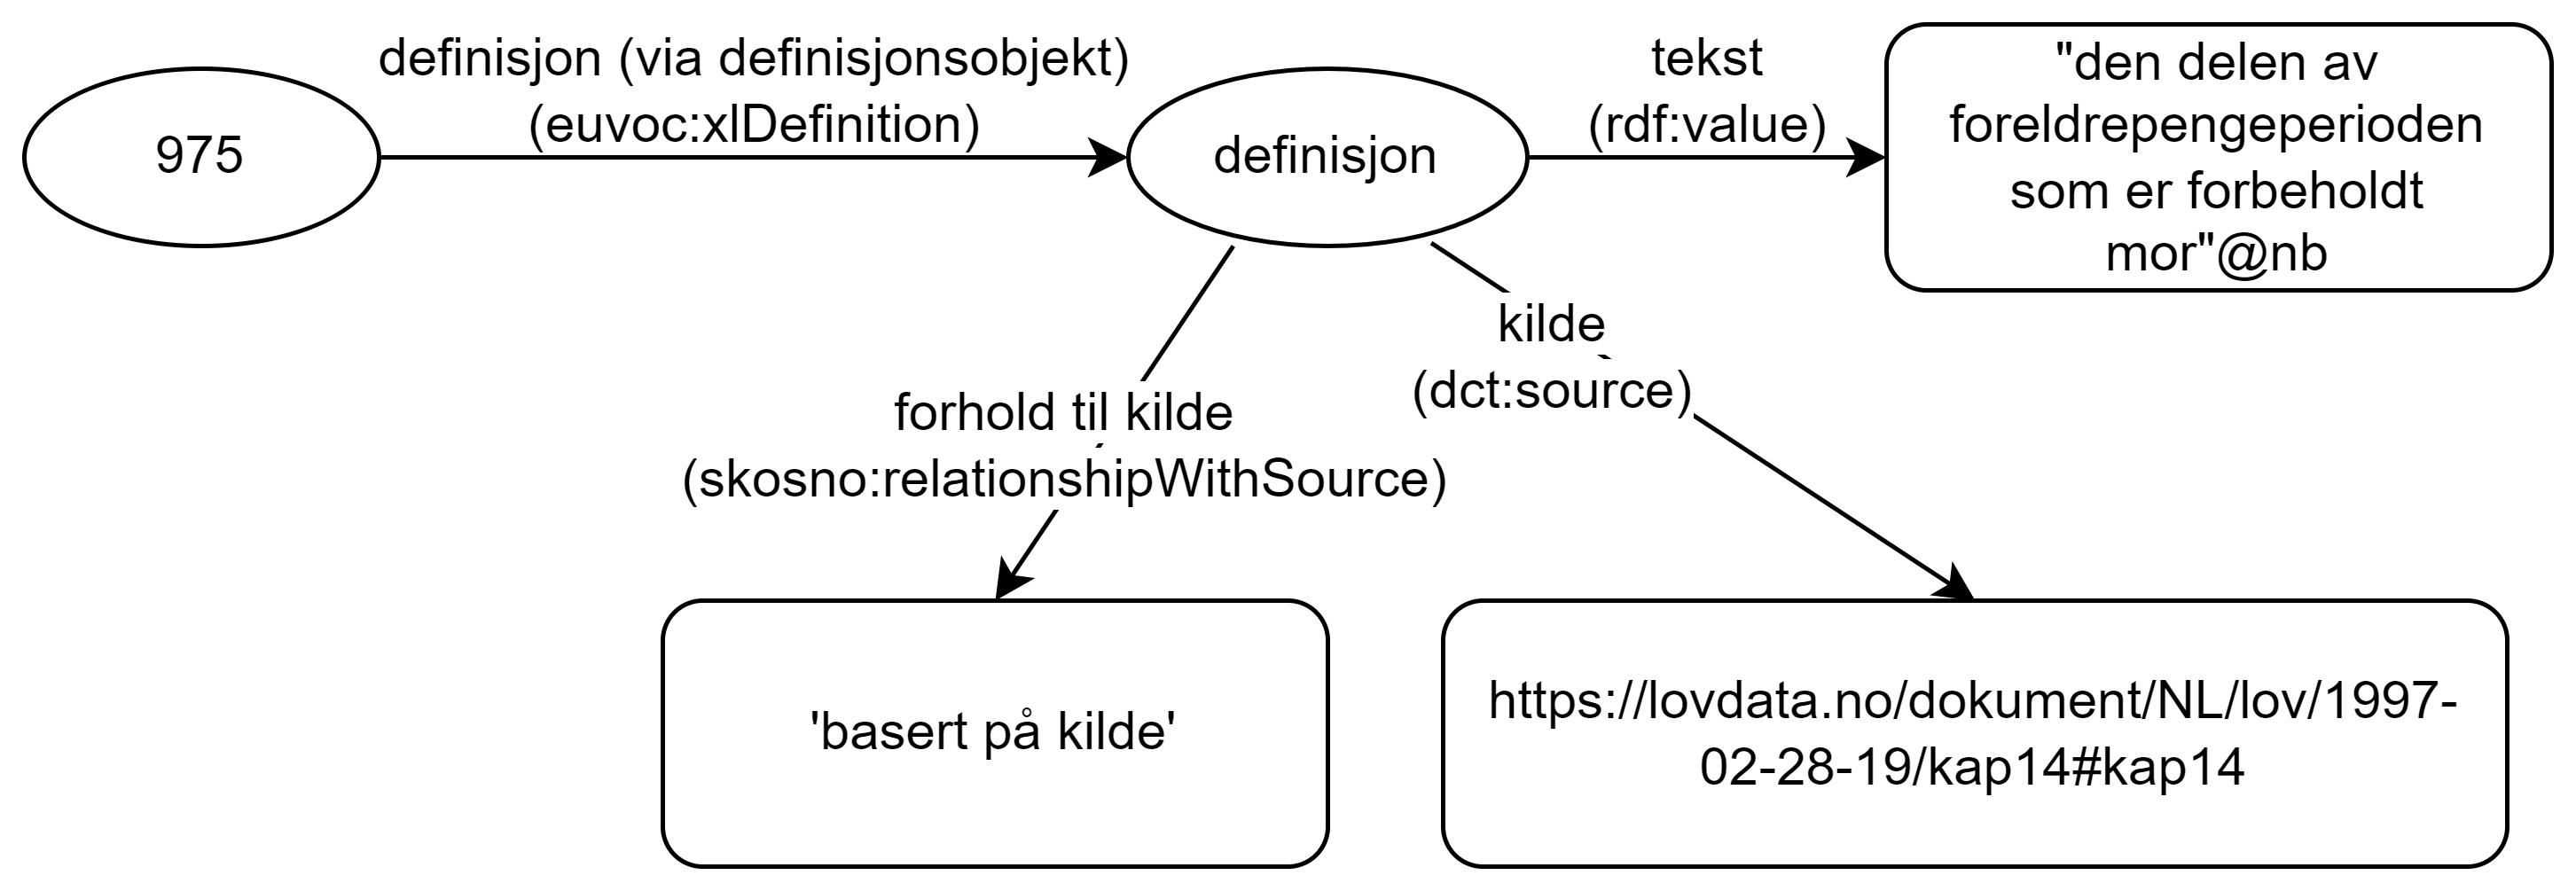 975
definisjon (via definisjonsobjekt)
(euvoc:xlDefinition)
definisjon
tekst
(rdf:value)
"den delen av
foreldrepengeperioden
som er forbeholdt
mor"@nb
forhold til kilde
(skosno:relationshipWithSource)
kilde
(dct:source)
'basert på kilde'
https://lovdata.no/dokument/NL/lov/1997-
02-28-19/kap14#kap14